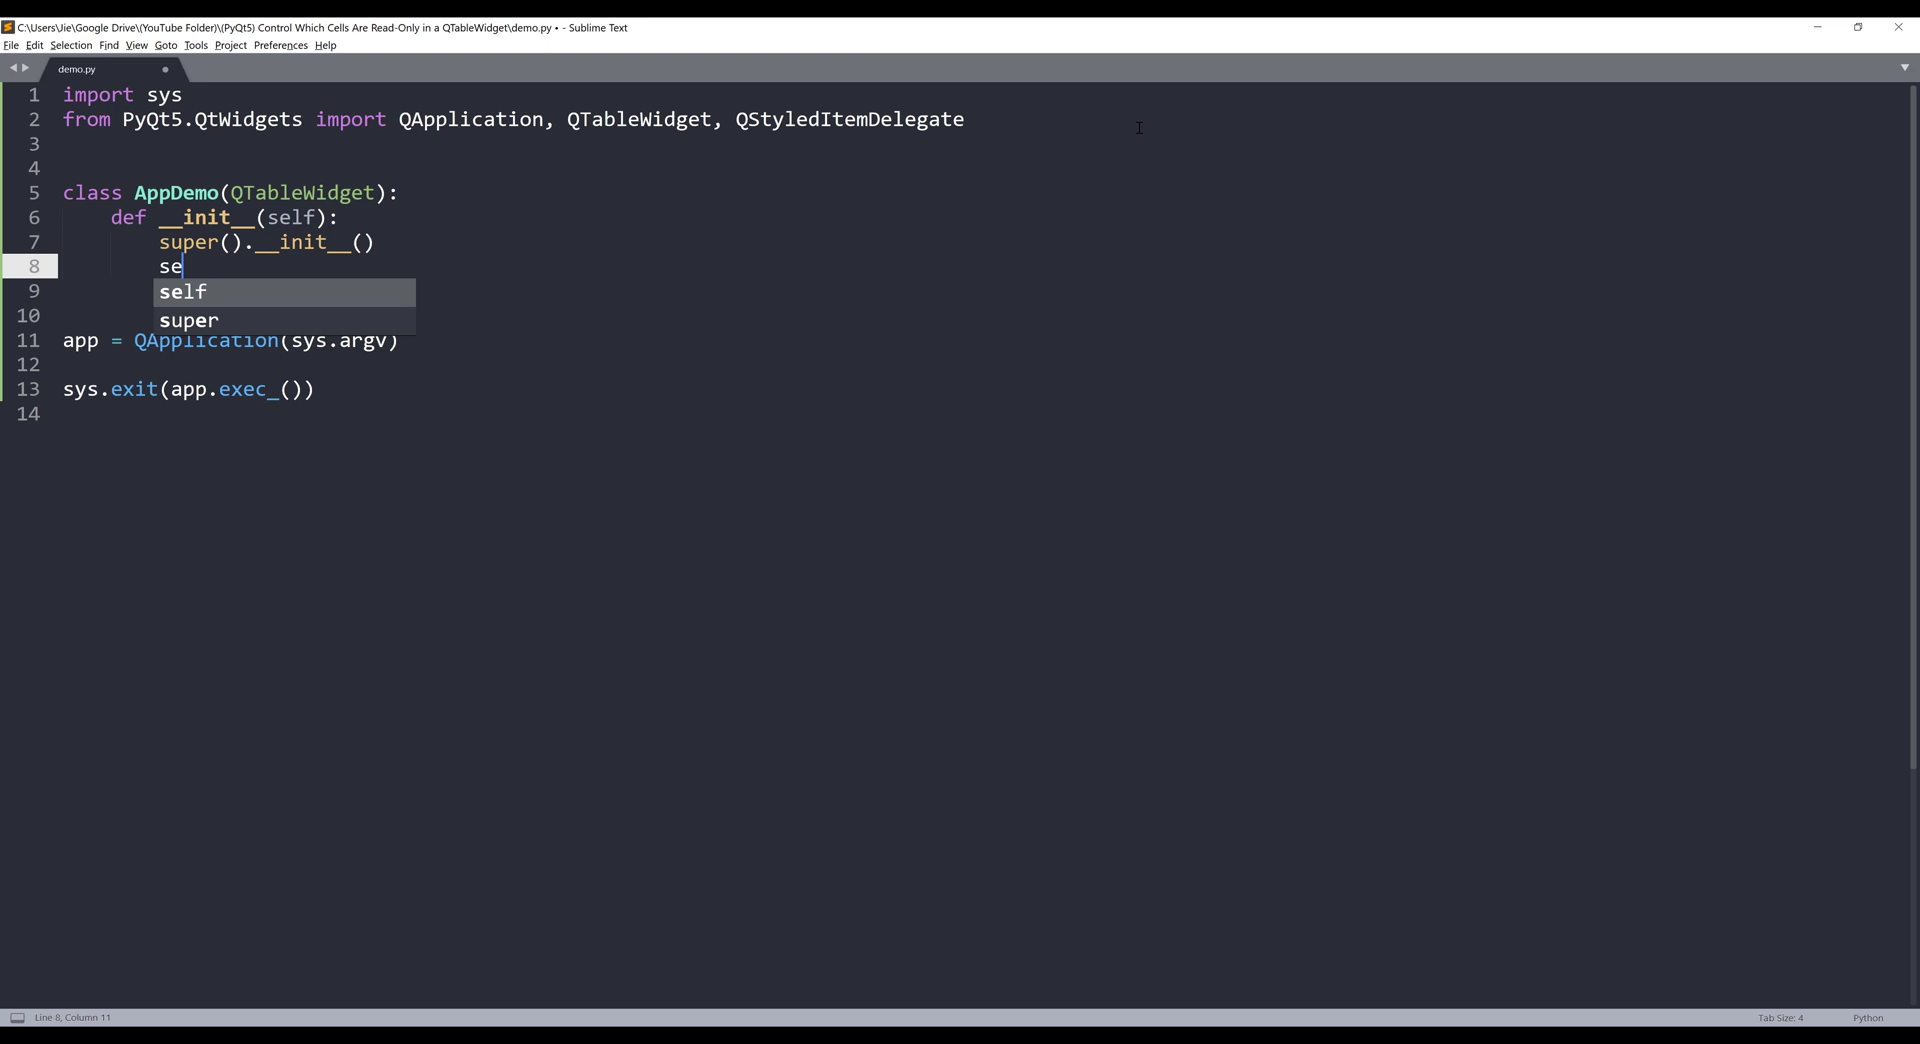 C:\Users\Jie\Google Drive\(YouTube Folder)\(PyQt5) Control Which Cells Are Read-Only in a QTableWidget\demo.py • - Sublime Text
File Edit Selection Find View Goto Tools Project Preferences Help
demo.py
1 import sys
2 from PyQt5.QtWidgets import QApplication, QTableWidget, QStyledItemDelegate
3
4
5 class AppDemo(QTableWidget):
6     def __init__(self):
7         super().__init__()
8         se
9         self
10         super
11 app = QApplication(sys.argv)
12
13 sys.exit(app.exec_())
14
Line 8, Column 11 Tab Size: 4 Python